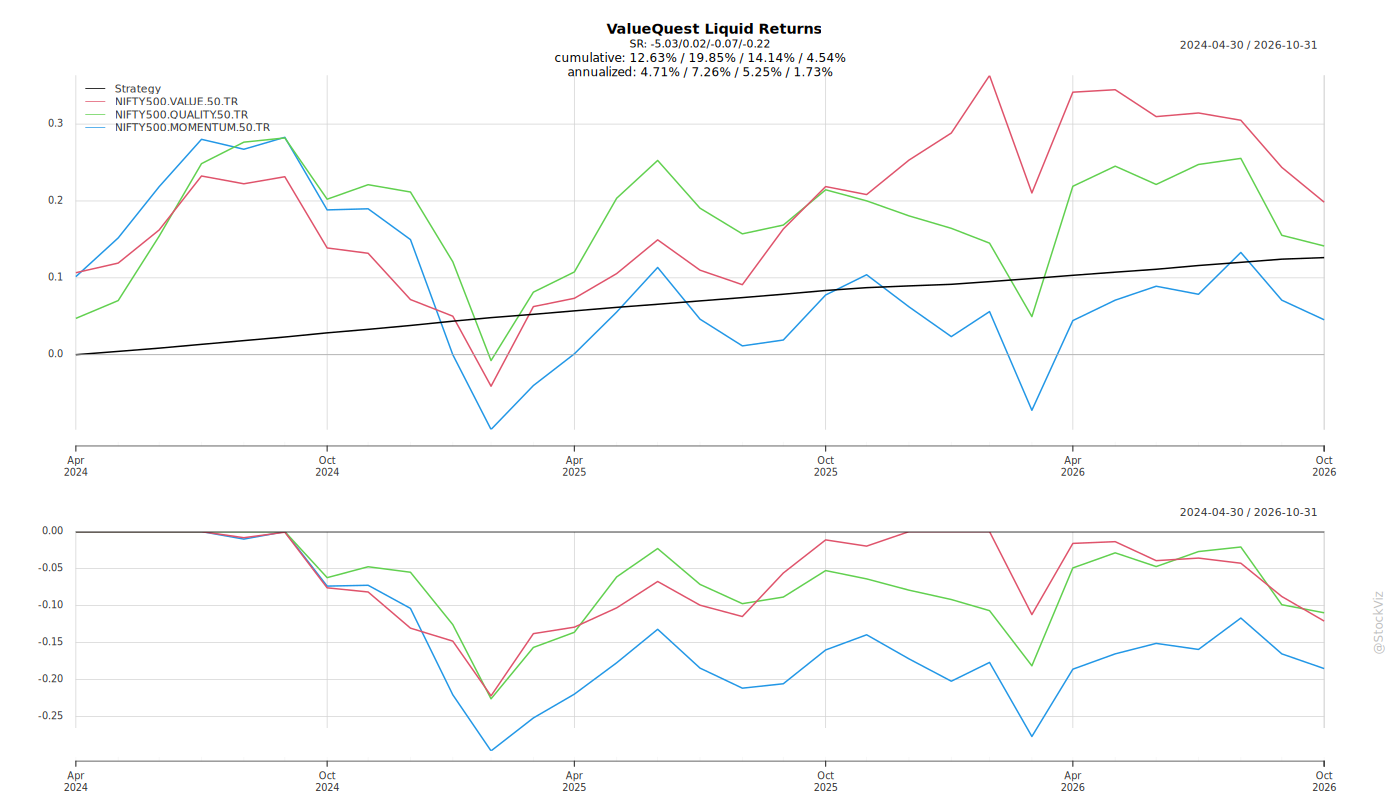 ValueQuest Liquid Returns
SR: -5.03/0.02/-0.07/-0.22
cumulative: 12.63% / 19.85% / 14.14% / 4.54%
annualized: 4.71% / 7.26% / 5.25% / 1.73%
2024-04-30 / 2026-10-31
Strategy
NIFTY500.VALUE.50.TR
NIFTY500.QUALITY.50.TR
NIFTY500.MOMENTUM.50.TR
0.3
0.2
0.1
0.0
Apr 2024
Oct 2024
Apr 2025
Oct 2025
Apr 2026
Oct 2026
2024-04-30 / 2026-10-31
0.00
-0.05
-0.10
-0.15
-0.20
-0.25
Apr 2024
Oct 2024
Apr 2025
Oct 2025
Apr 2026
Oct 2026
@StockViz